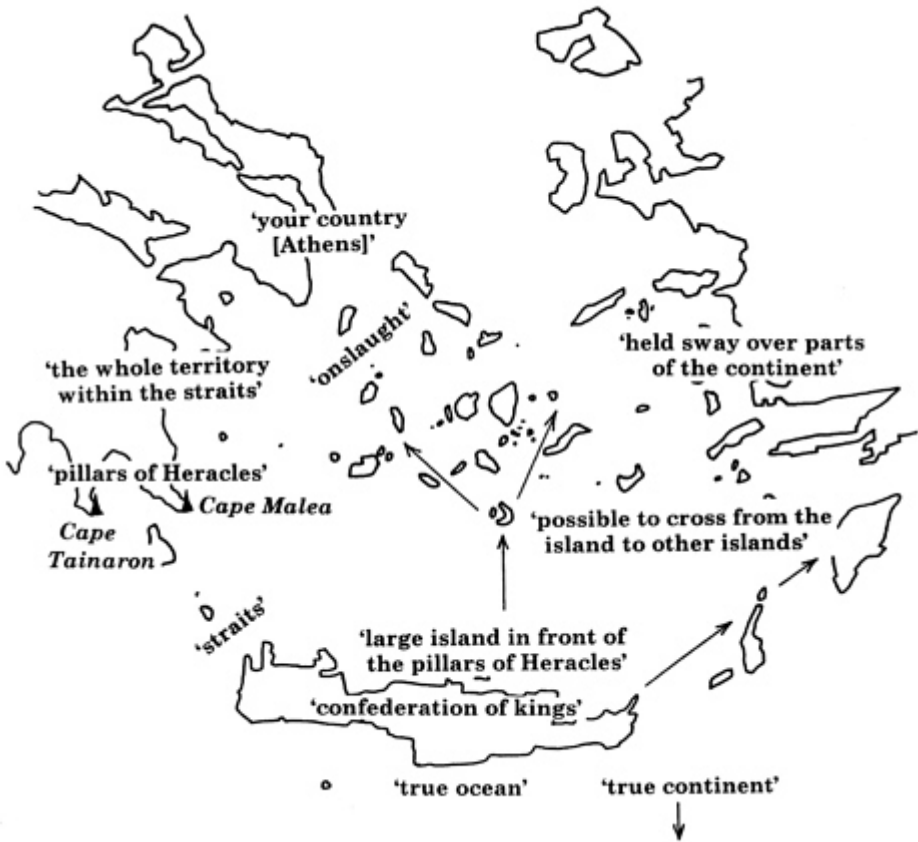 ‘your country
[Athens]’
‘onslaught’
‘held sway over parts
of the continent’
‘the whole territory
within the straits’
‘pillars of Heracles’
Cape Malea
Cape
Tainaron
‘possible to cross from the
island to other islands’
‘straits’
‘large island in front of
the pillars of Heracles’
‘confederation of kings’
‘true ocean’
‘true continent’